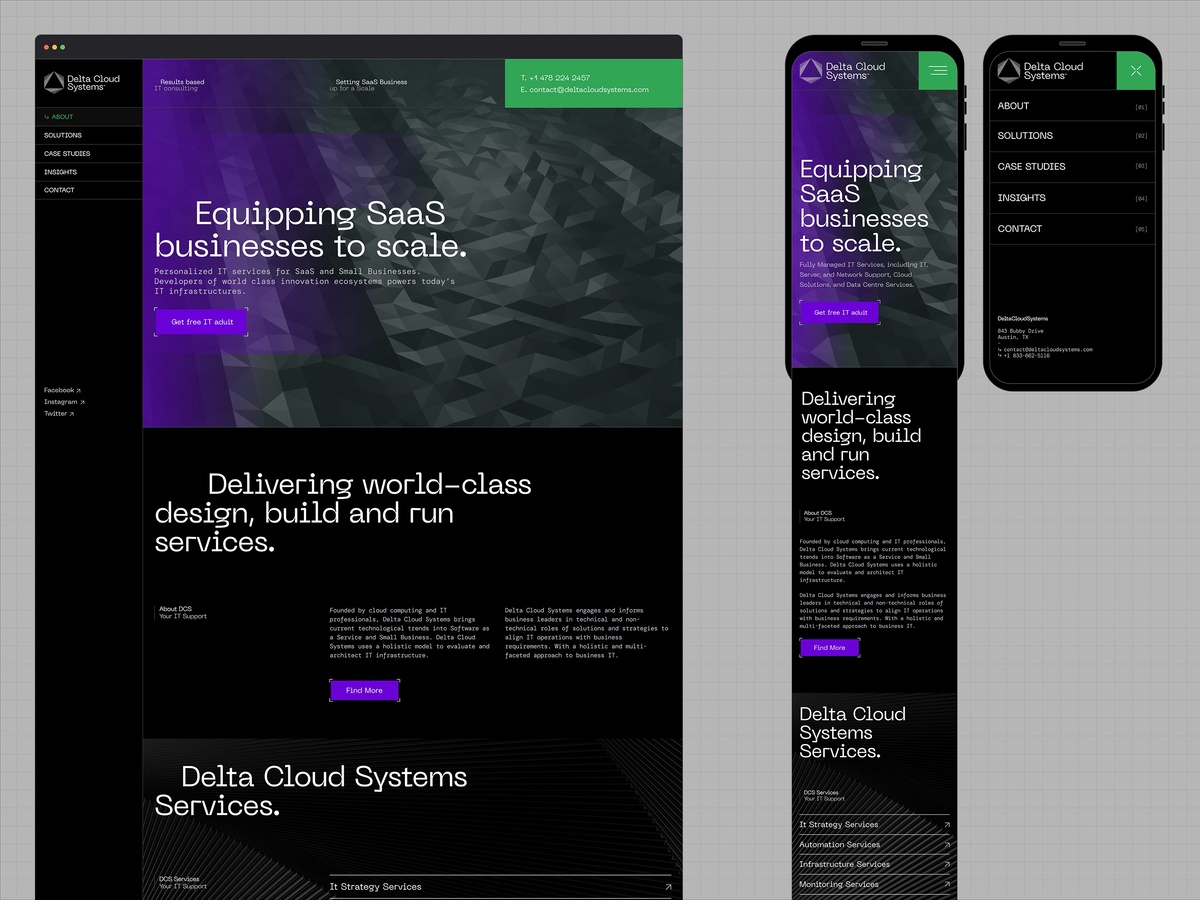 Delta Cloud
Systems™
Results based
IT consulting
Setting SaaS Business
up for a Scale
T. +1 478 224 2457
E. contact@deltacloudsystems.com
↳ ABOUT
SOLUTIONS
CASE STUDIES
INSIGHTS
CONTACT
Facebook ↗
Instagram ↗
Twitter ↗
Equipping SaaS
businesses to scale.
Personalized IT services for SaaS and Small Businesses.
Developers of world class innovation ecosystems powers today's
IT infrastructures.
Get free IT aduit
Delivering world-class
design, build and run
services.
About DCS
Your IT Support
Founded by cloud computing and IT
professionals, Delta Cloud Systems brings
current technological trends into Software as
a Service and Small Business. Delta Cloud
Systems uses a holistic model to evaluate and
architect IT infrastructure.
Delta Cloud Systems engages and informs
business leaders in technical and non-
technical roles of solutions and strategies to
align IT operations with business
requirements. With a holistic and multi-
faceted approach to business IT.
Find More
Delta Cloud Systems
Services.
DCS Services
Your IT Support
It Strategy Services ↗
Delta Cloud
Systems™
Equipping
SaaS
businesses
to scale.
Fully Managed IT Services, including IT,
Server, and Network Support, Cloud
Solutions, and Data Centre Services.
Get free IT aduit
Delivering
world-class
design, build
and run
services.
About DCS
Your IT Support
Founded by cloud computing and IT professionals,
Delta Cloud Systems brings current technological
trends into Software as a Service and Small
Business. Delta Cloud Systems uses a holistic
model to evaluate and architect IT
infrastructure.
Delta Cloud Systems engages and informs business
leaders in technical and non-technical roles of
solutions and strategies to align IT operations
with business requirements. With a holistic and
multi-faceted approach to business IT.
Find More
Delta Cloud
Systems
Services.
DCS Services
Your IT Support
It Strategy Services ↗
Automation Services ↗
Infrastructure Services ↗
Monitoring Services ↗
Delta Cloud
Systems™
ABOUT [01]
SOLUTIONS [02]
CASE STUDIES [03]
INSIGHTS [04]
CONTACT [05]
DeltaCloudSystems
843 Bubby Drive
Austin, TX
-
↳ contact@deltacloudsystems.com
↳ +1 833-662-5116